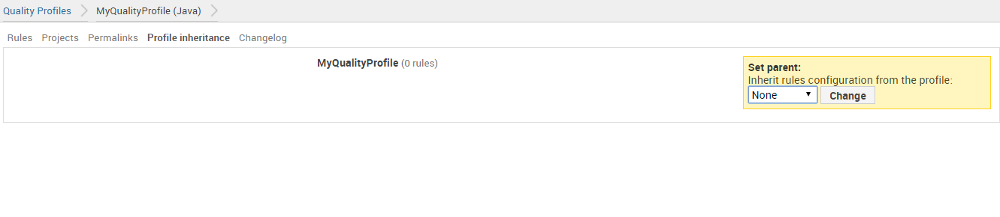 Quality Profiles MyQualityProfile (Java)
Rules Projects Permalinks Profile inheritance Changelog
MyQualityProfile (0 rules)
Set parent:
Inherit rules configuration from the profile:
None Change